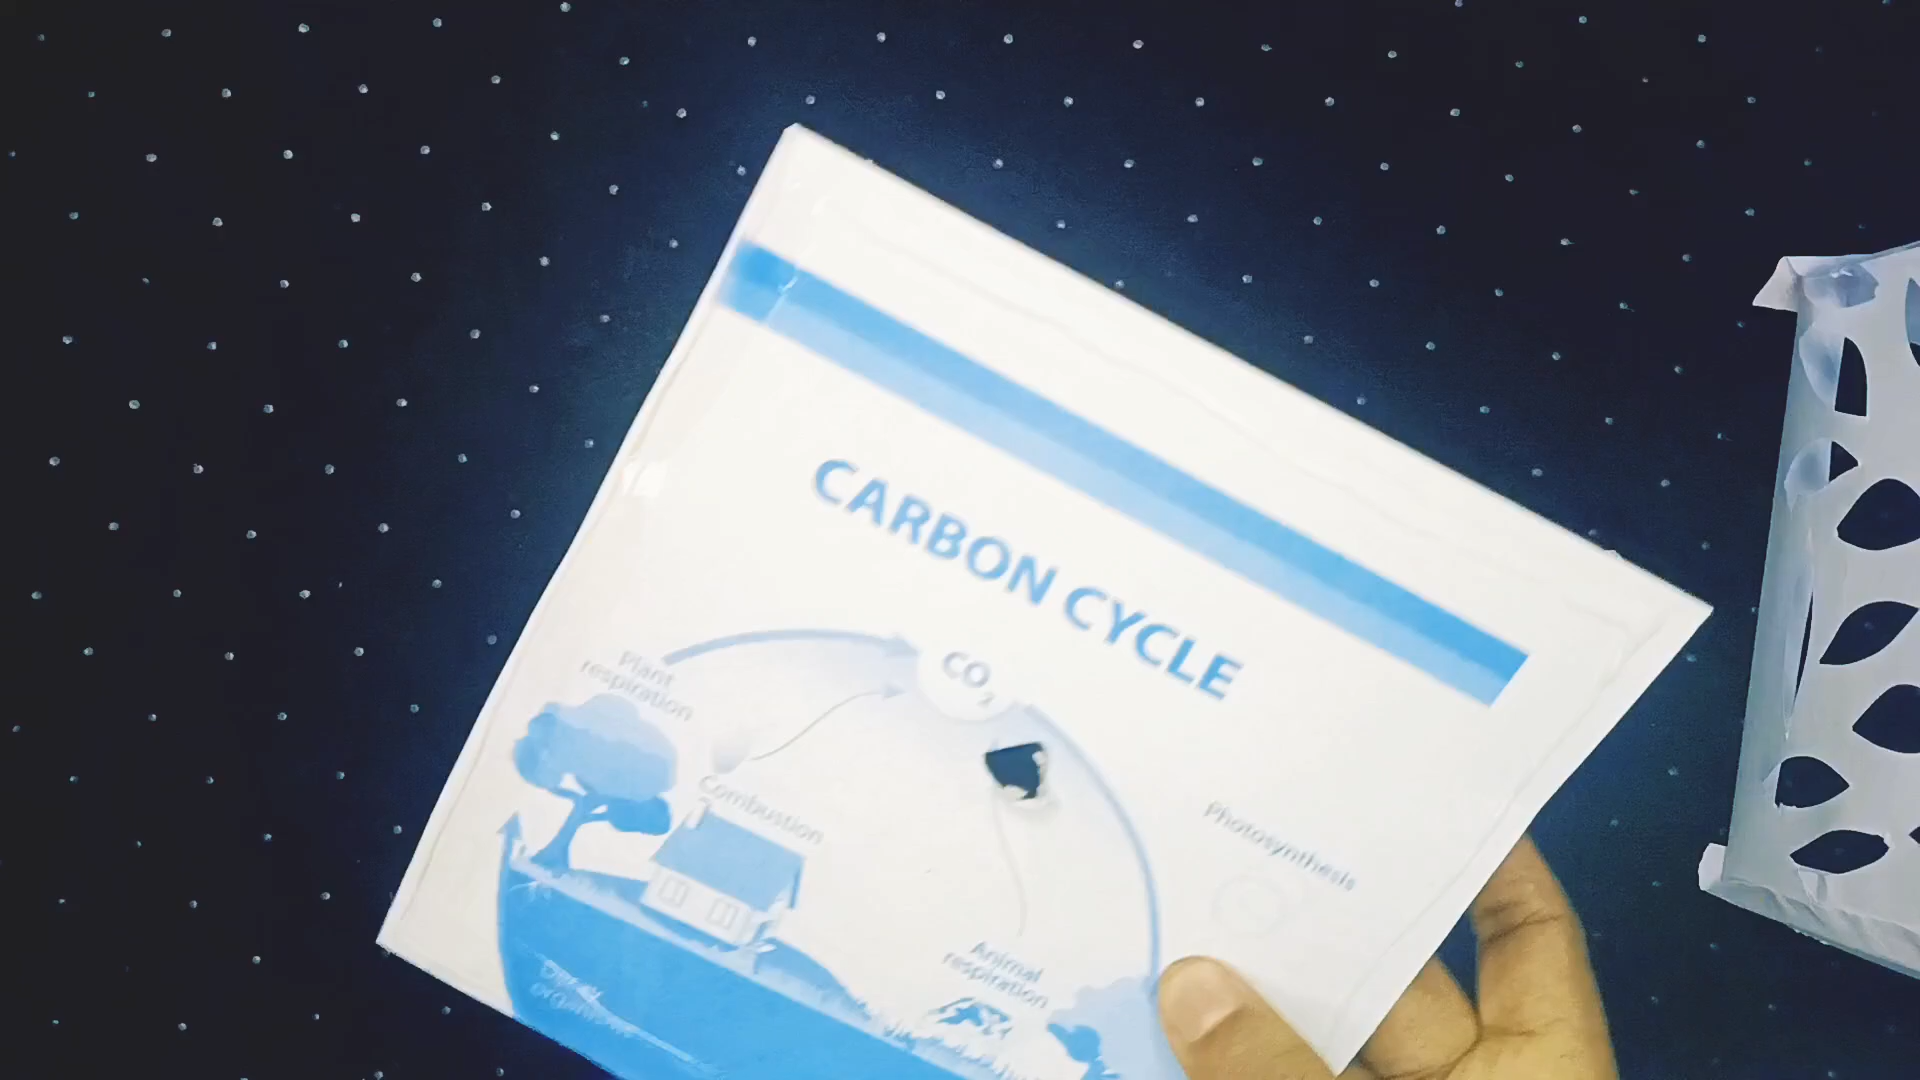 CARBON CYCLE
CO₂
Plant
respiration
Combustion
Photosynthesis
Animal
respiration